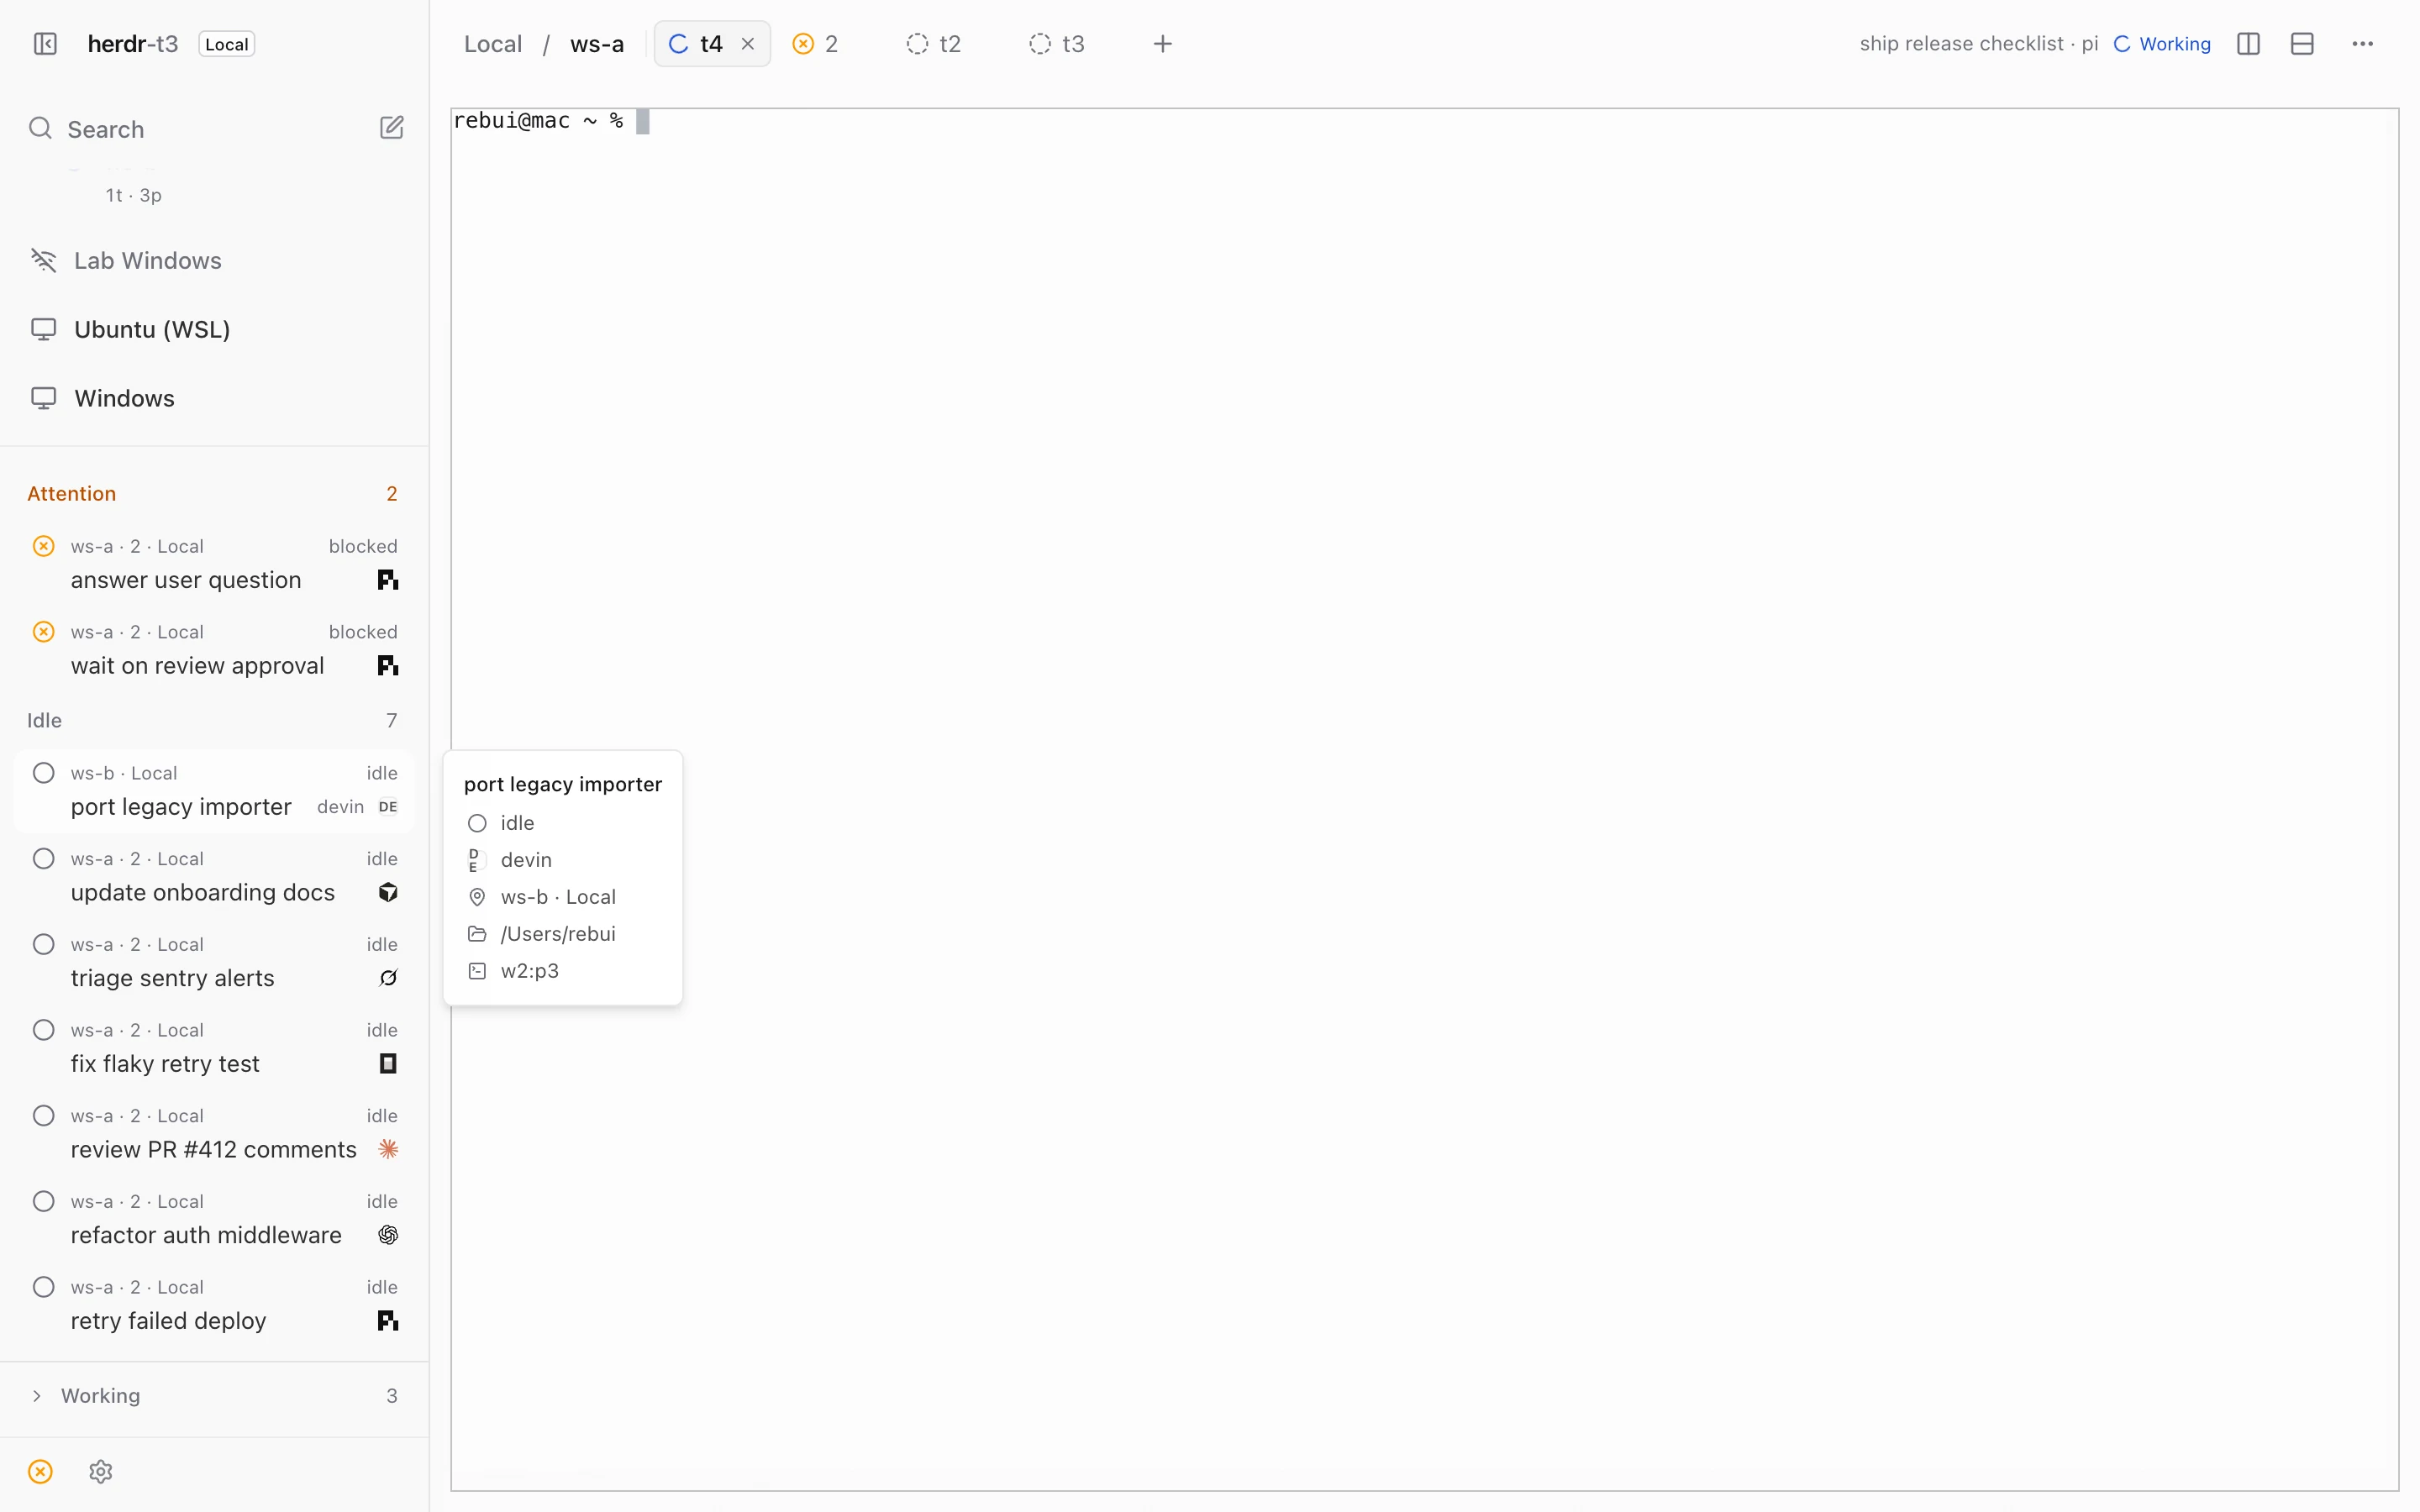 herdr-t3 Local
Search
1t · 3p
Lab Windows
Ubuntu (WSL)
Windows
Attention 2
ws-a · 2 · Local blocked
answer user question
ws-a · 2 · Local blocked
wait on review approval
Idle 7
ws-b · Local idle
port legacy importer devin DE
ws-a · 2 · Local idle
update onboarding docs
ws-a · 2 · Local idle
triage sentry alerts
ws-a · 2 · Local idle
fix flaky retry test
ws-a · 2 · Local idle
review PR #412 comments
ws-a · 2 · Local idle
refactor auth middleware
ws-a · 2 · Local idle
retry failed deploy
Working 3
Local / ws-a t4 2 t2 t3
ship release checklist · pi Working
rebui@mac ~ %
port legacy importer
idle
DE devin
ws-b · Local
/Users/rebui
w2:p3